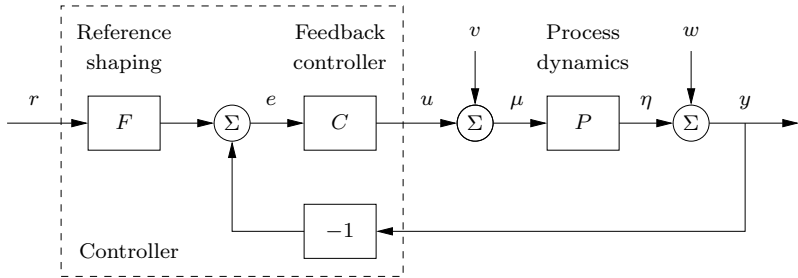 Reference
shaping
Feedback
controller
v
Process
dynamics
w
r
F
Σ
e
C
u
Σ
μ
P
η
Σ
y
−1
Controller